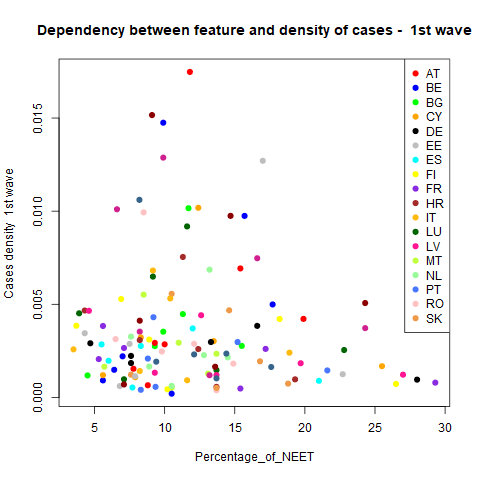 Dependency between feature and density of cases - 1st wave
Cases density 1st wave
0.015
0.010
0.005
0.000
5
10
15
20
25
30
Percentage_of_NEET
AT
BE
BG
CY
DE
EE
ES
FI
FR
HR
IT
LU
LV
MT
NL
PT
RO
SK